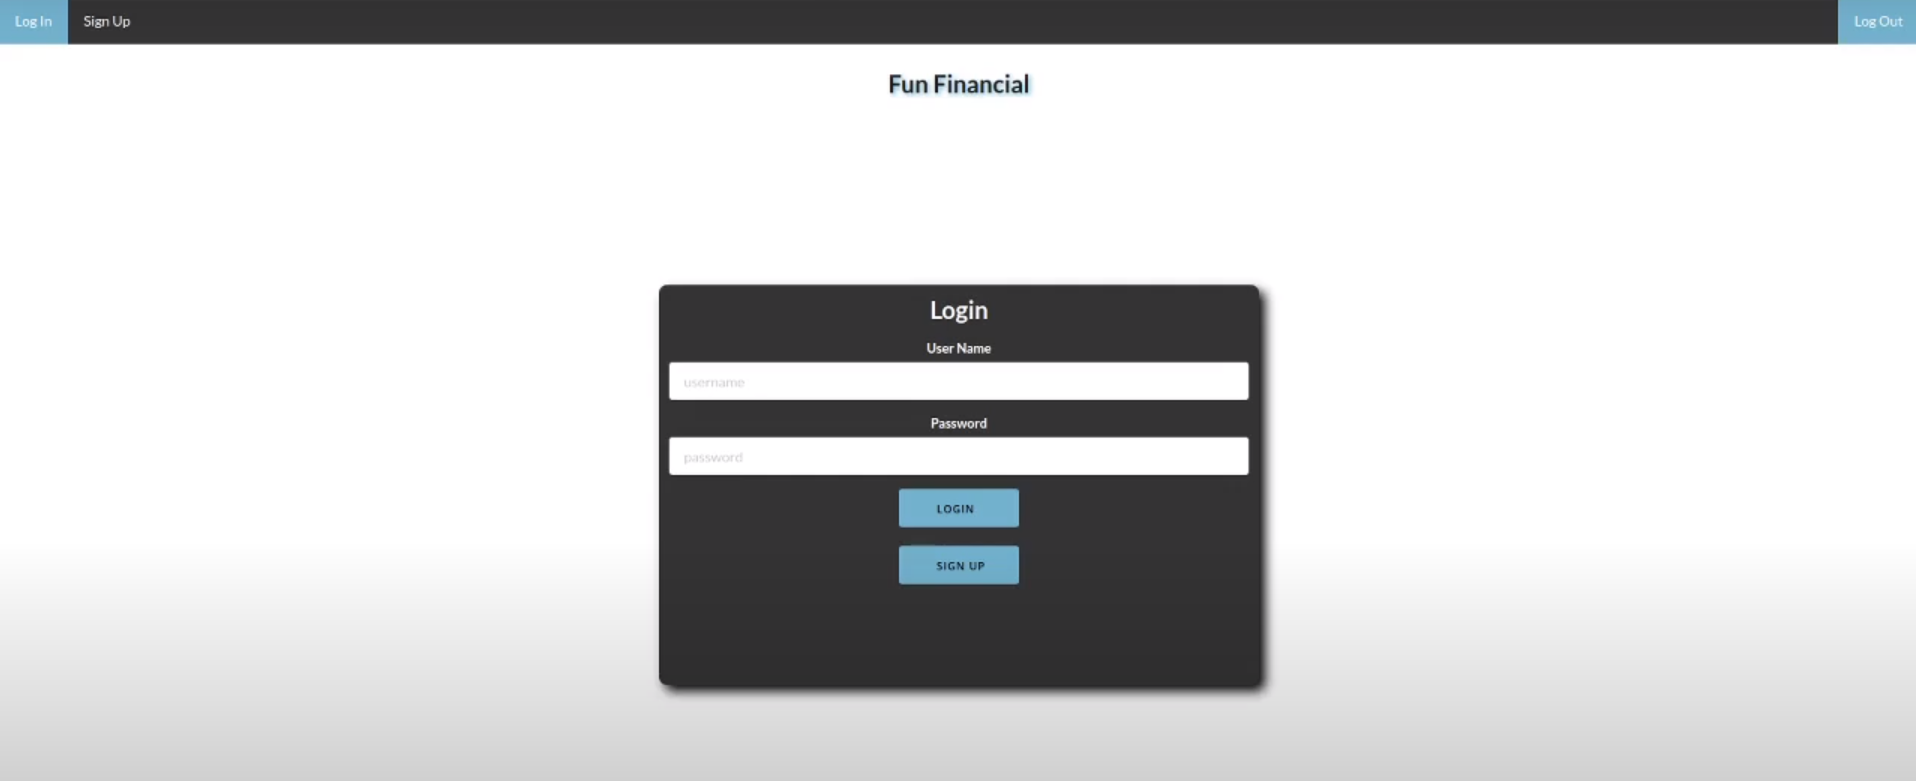 Log In Sign Up Log Out
Fun Financial
Login
User Name
username
Password
password
LOGIN
SIGN UP